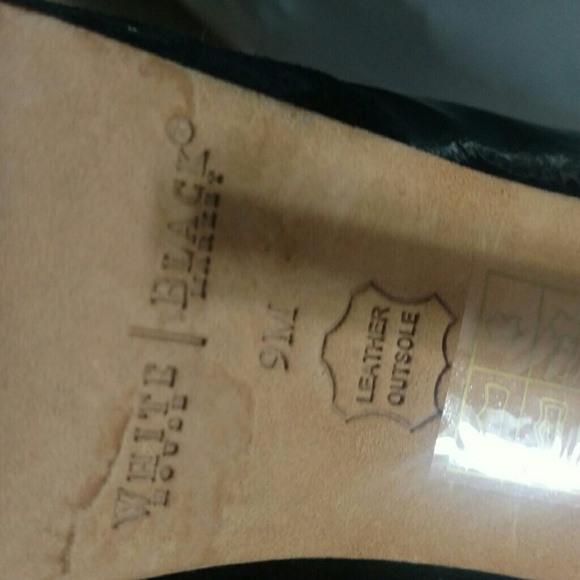 WHITE | BLACK®
HOUSE MARKET
9M
LEATHER
OUTSOLE